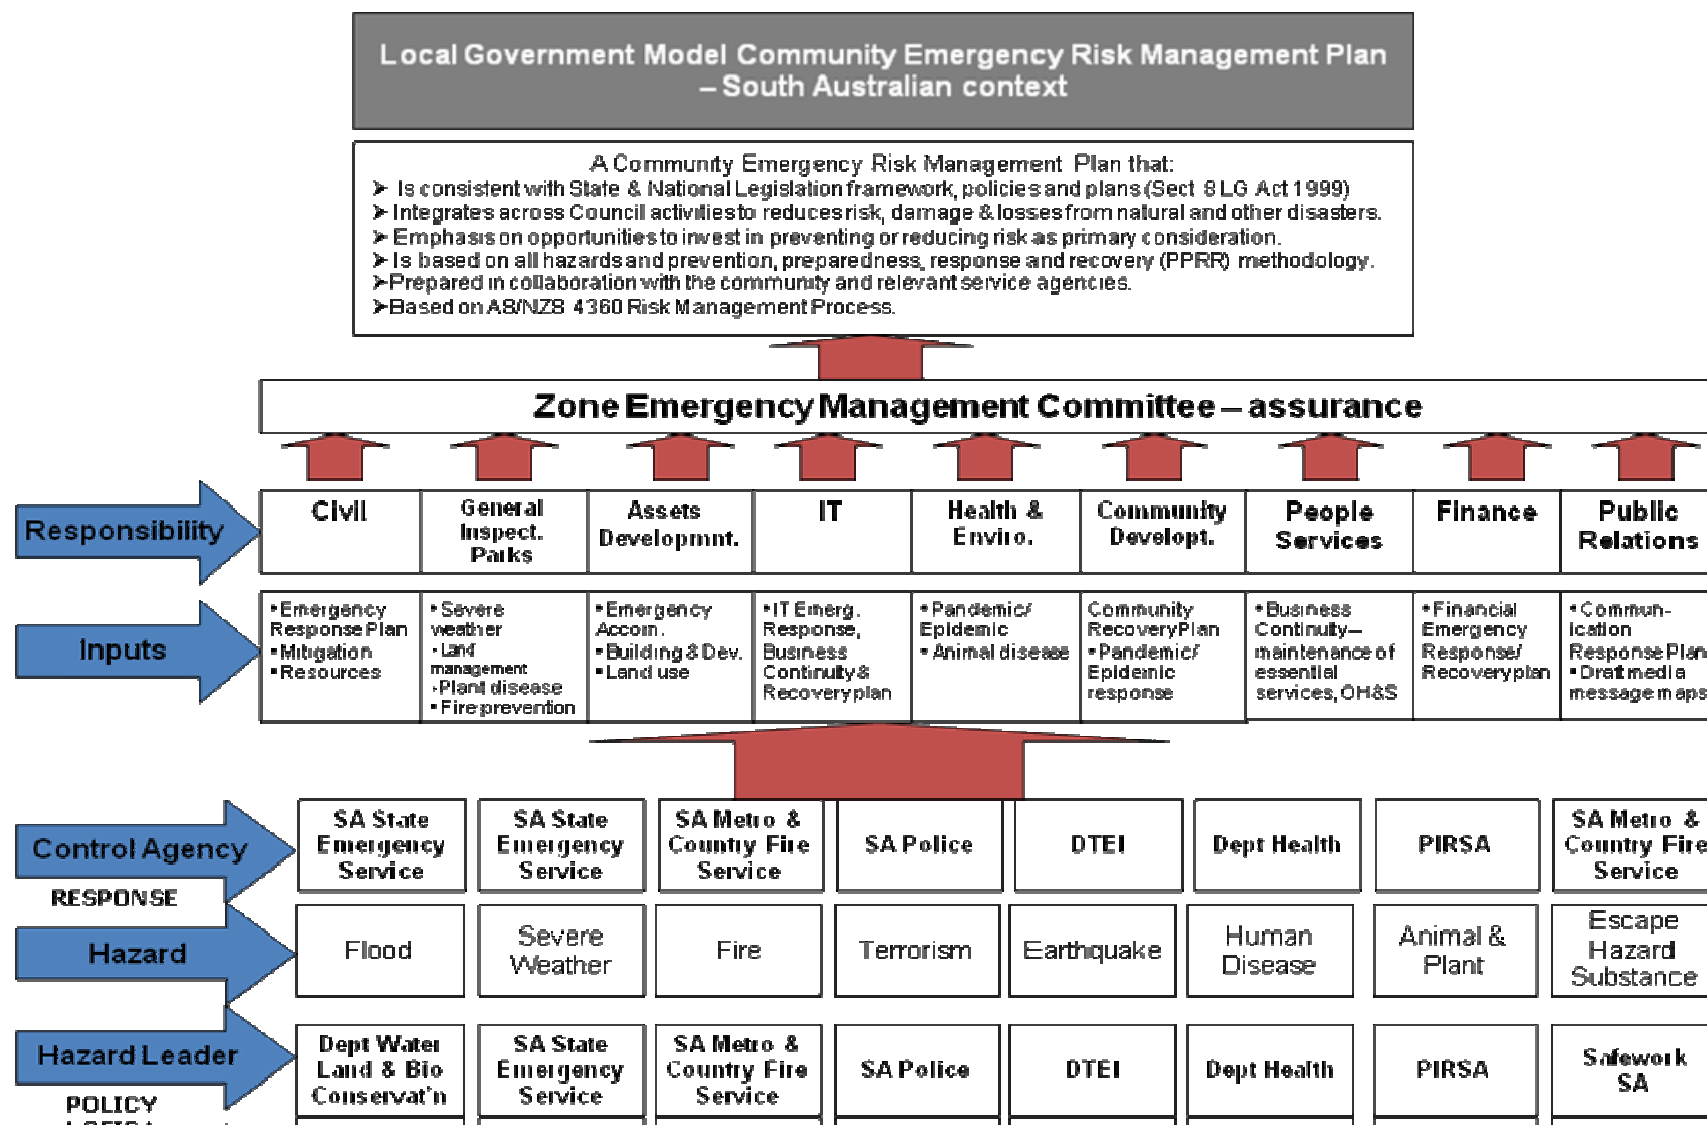 Local Government Model Community Emergency Risk Management Plan
– South Australian context
A Community Emergency Risk Management Plan that:
➤ Is consistent with State & National Legislation framework, policies and plans (Sect 8 LG Act 1999)
➤ Integrates across Council activities to reduces risk, damage & losses from natural and other disasters.
➤ Emphasis on opportunities to invest in preventing or reducing risk as primary consideration.
➤ Is based on all hazards and prevention, preparedness, response and recovery (PPRR) methodology.
➤Prepared in collaboration with the community and relevant service agencies.
➤Based on AS/NZS 4360 Risk Management Process.
Zone Emergency Management Committee – assurance
Responsibility
Civil
General
Inspect.
Parks
Assets
Developmnt.
IT
Health &
Enviro.
Community
Developt.
People
Services
Finance
Public
Relations
Inputs
•Emergency
Response Plan
•Mitigation
•Resources
•Severe
weather
•Land
management
•Plant disease
•Fire prevention
•Emergency
Accom.
•Building & Dev.
•Land use
•IT Emerg.
Response,
Business
Continuity &
Recovery plan
•Pandemic/
Epidemic
•Animal disease
Community
Recovery Plan
•Pandemic/
Epidemic
response
•Business
Continuity –
maintenance of
essential
services, OH&S
•Financial
Emergency
Response/
Recovery plan
•Commun-
ication
Response Plan
•Draft media
message maps
Control Agency
RESPONSE
SA State
Emergency
Service
SA State
Emergency
Service
SA Metro &
Country Fire
Service
SA Police
DTEI
Dept Health
PIRSA
SA Metro &
Country Fire
Service
Hazard
Flood
Severe
Weather
Fire
Terrorism
Earthquake
Human
Disease
Animal &
Plant
Escape
Hazard
Substance
Hazard Leader
POLICY
Dept Water
Land & Bio
Conservat'n
SA State
Emergency
Service
SA Metro &
Country Fire
Service
SA Police
DTEI
Dept Health
PIRSA
Safework
SA